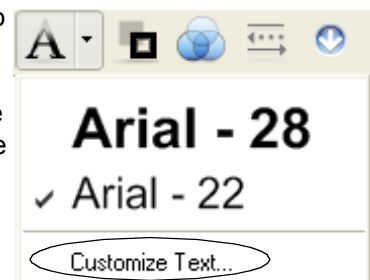 A
Arial - 28
✓ Arial - 22
Customize Text...